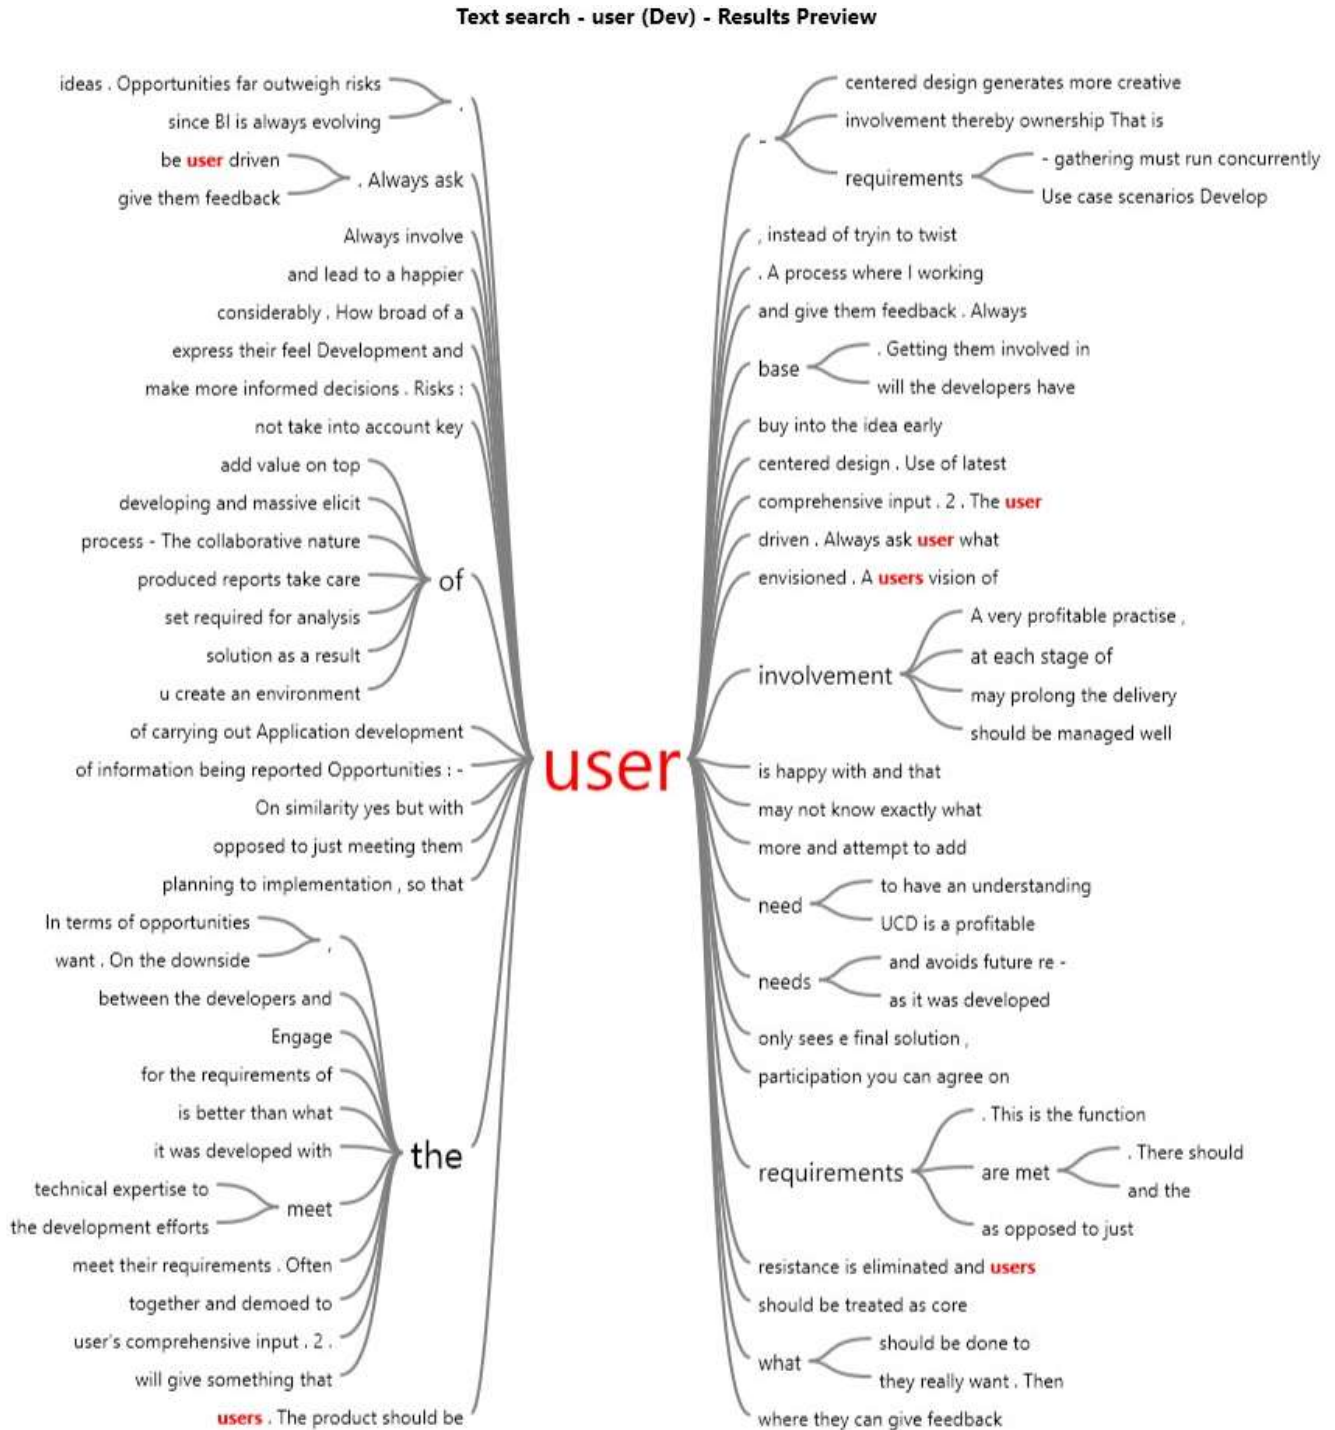 Text search - user (Dev) - Results Preview
ideas . Opportunities far outweigh risks
since BI is always evolving
.
be user driven
give them feedback
. Always ask
Always involve
and lead to a happier
considerably . How broad of a
express their feel Development and
make more informed decisions . Risks :
not take into account key
add value on top
developing and massive elicit
process - The collaborative nature
produced reports take care
set required for analysis
solution as a result
u create an environment
of
of carrying out Application development
of information being reported Opportunities : -
On similarity yes but with
opposed to just meeting them
planning to implementation , so that
In terms of opportunities
want . On the downside
,
between the developers and
Engage
for the requirements of
is better than what
it was developed with
technical expertise to
the development efforts
meet
meet their requirements . Often
together and demoed to
user's comprehensive input . 2 .
will give something that
the
users . The product should be
user
-
centered design generates more creative
involvement thereby ownership That is
requirements
- gathering must run concurrently
Use case scenarios Develop
, instead of tryin to twist
. A process where I working
and give them feedback . Always
base
. Getting them involved in
will the developers have
buy into the idea early
centered design . Use of latest
comprehensive input . 2 . The user
driven . Always ask user what
envisioned . A users vision of
involvement
A very profitable practise ,
at each stage of
may prolong the delivery
should be managed well
is happy with and that
may not know exactly what
more and attempt to add
need
to have an understanding
UCD is a profitable
needs
and avoids future re -
as it was developed
only sees e final solution ,
participation you can agree on
requirements
. This is the function
are met
. There should
and the
as opposed to just
resistance is eliminated and users
should be treated as core
what
should be done to
they really want . Then
where they can give feedback